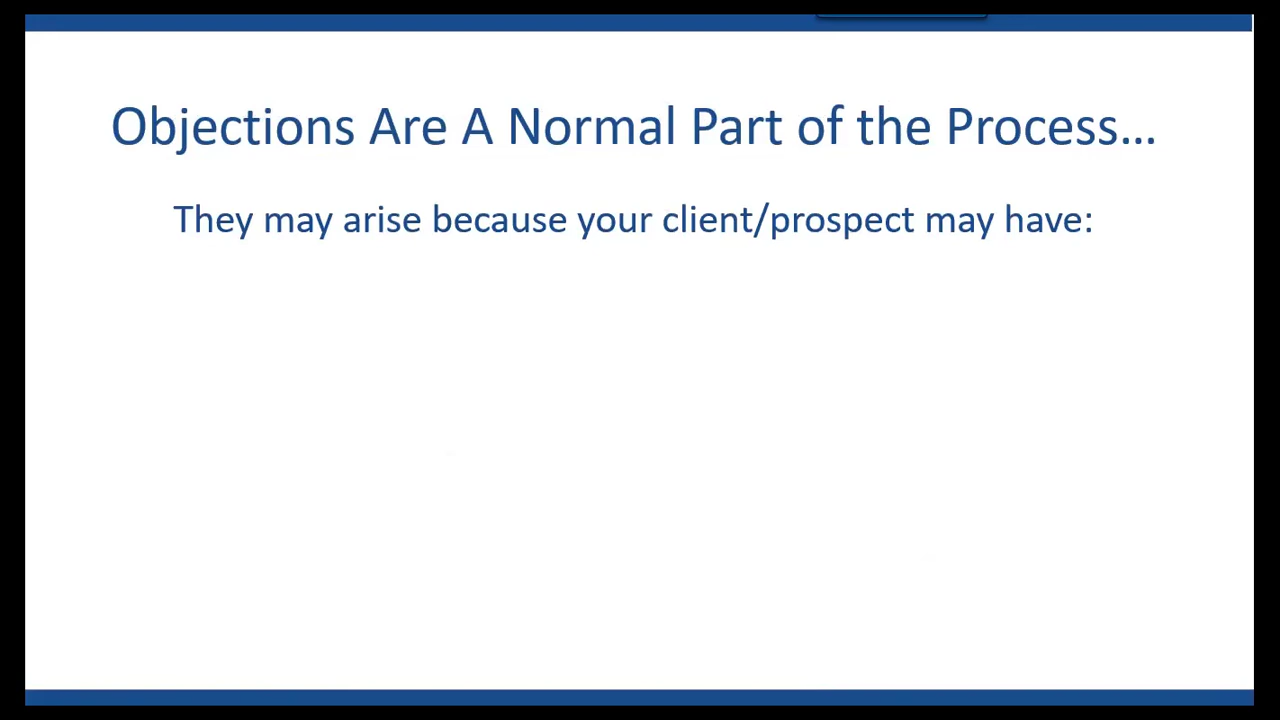 Objections Are A Normal Part of the Process…
They may arise because your client/prospect may have: